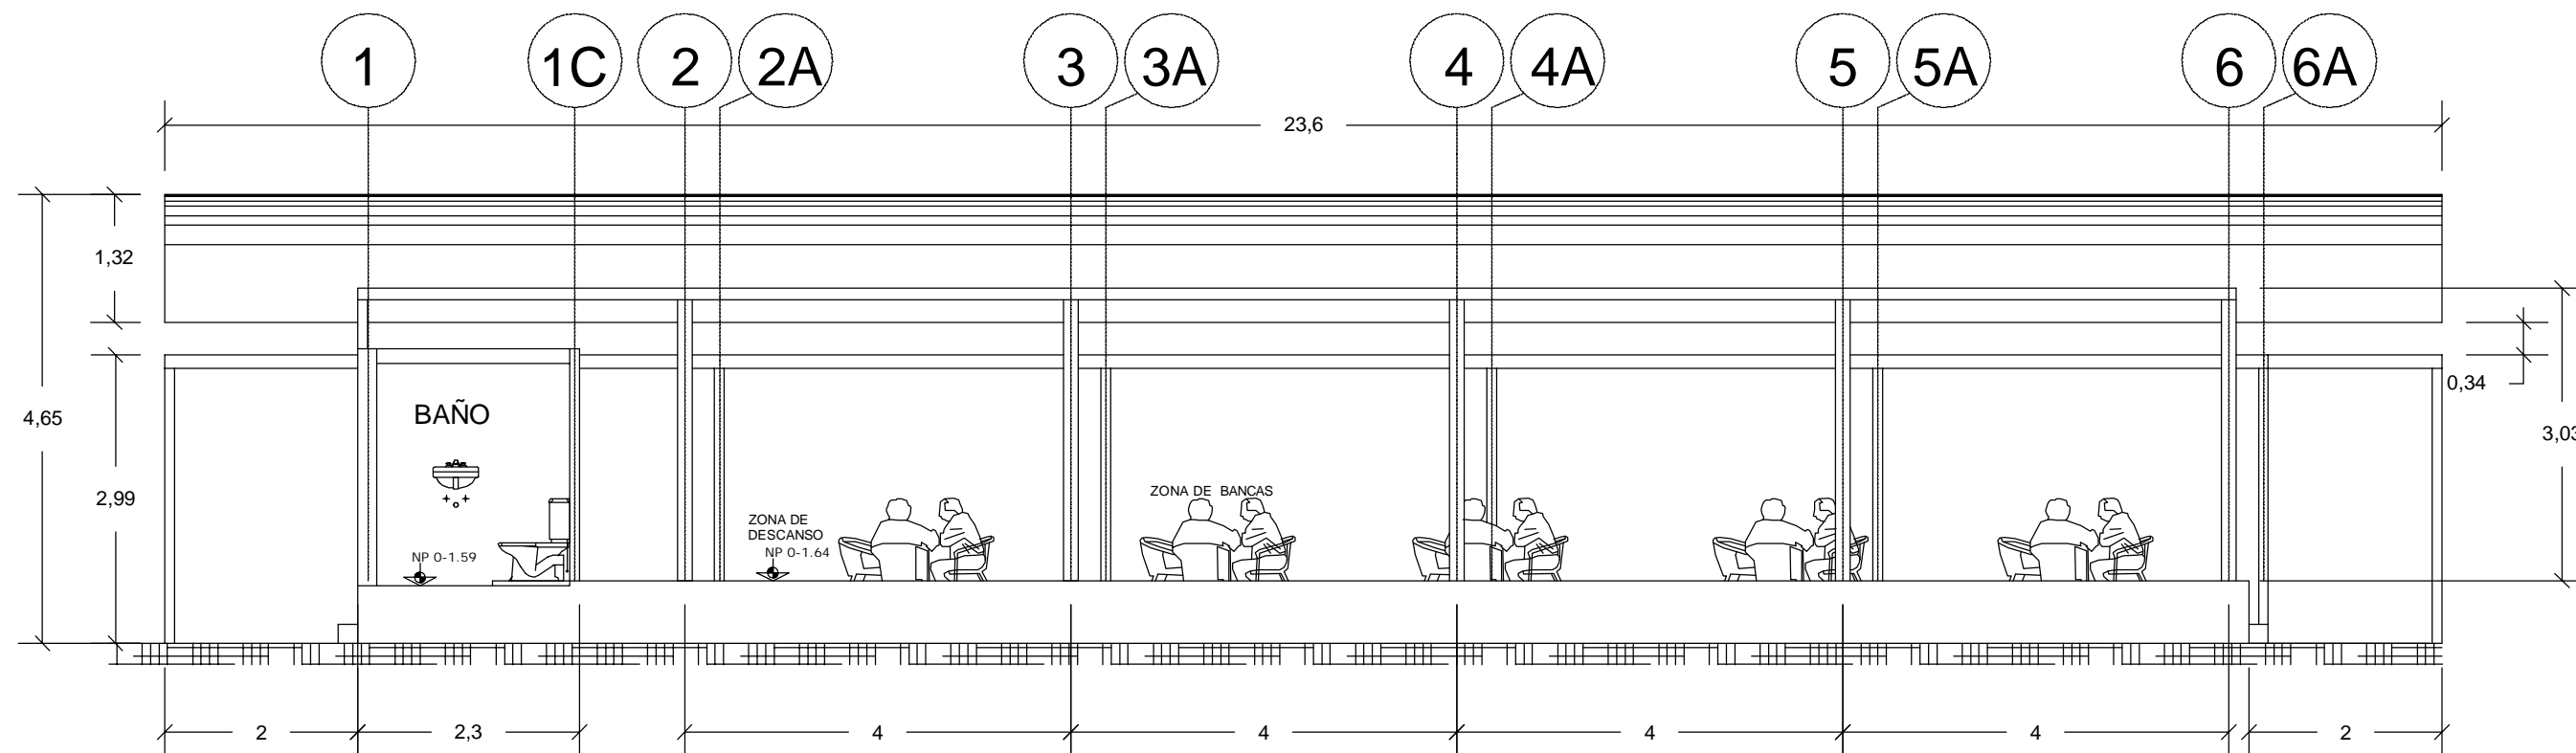 1 1C 2 2A 3 3A 4 4A 5 5A 6 6A
23,6
1,32
4,65
2,99
BAÑO
NP 0-1.59
ZONA DE
DESCANSO
NP 0-1.64
ZONA DE BANCAS
0,34
3,03
2 2,3 4 4 4 4 2